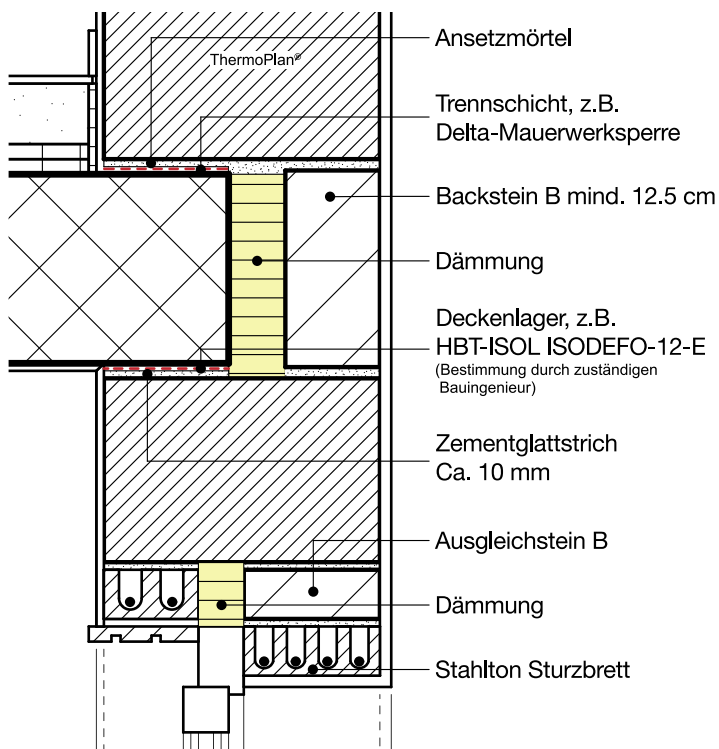 Ansetzmörtel
ThermoPlan®
Trennschicht, z.B.
Delta-Mauerwerksperre
Backstein B mind. 12.5 cm
Dämmung
Deckenlager, z.B.
HBT-ISOL ISODEFO-12-E
(Bestimmung durch zuständigen
Bauingenieur)
Zementglattstrich
Ca. 10 mm
Ausgleichstein B
Dämmung
Stahlton Sturzbrett